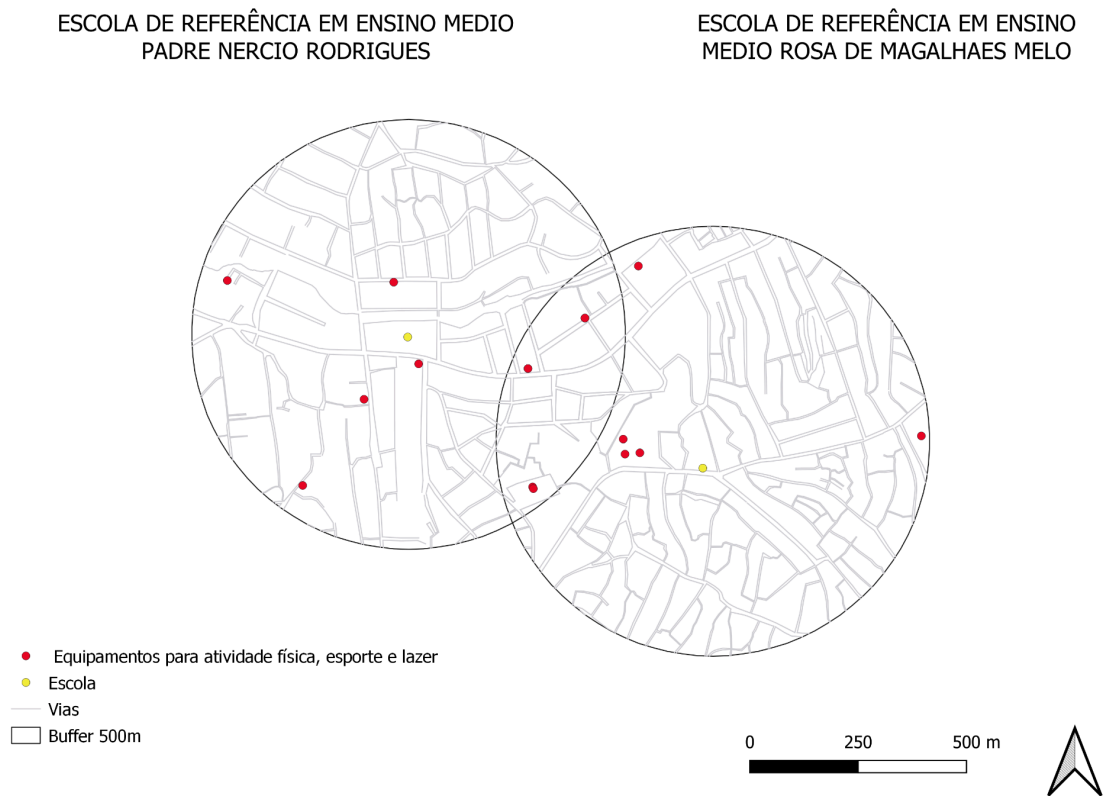 ESCOLA DE REFERÊNCIA EM ENSINO MEDIO
PADRE NERCIO RODRIGUES
ESCOLA DE REFERÊNCIA EM ENSINO
MEDIO ROSA DE MAGALHAES MELO
Equipamentos para atividade física, esporte e lazer
Escola
Vias
Buffer 500m
0 250 500 m